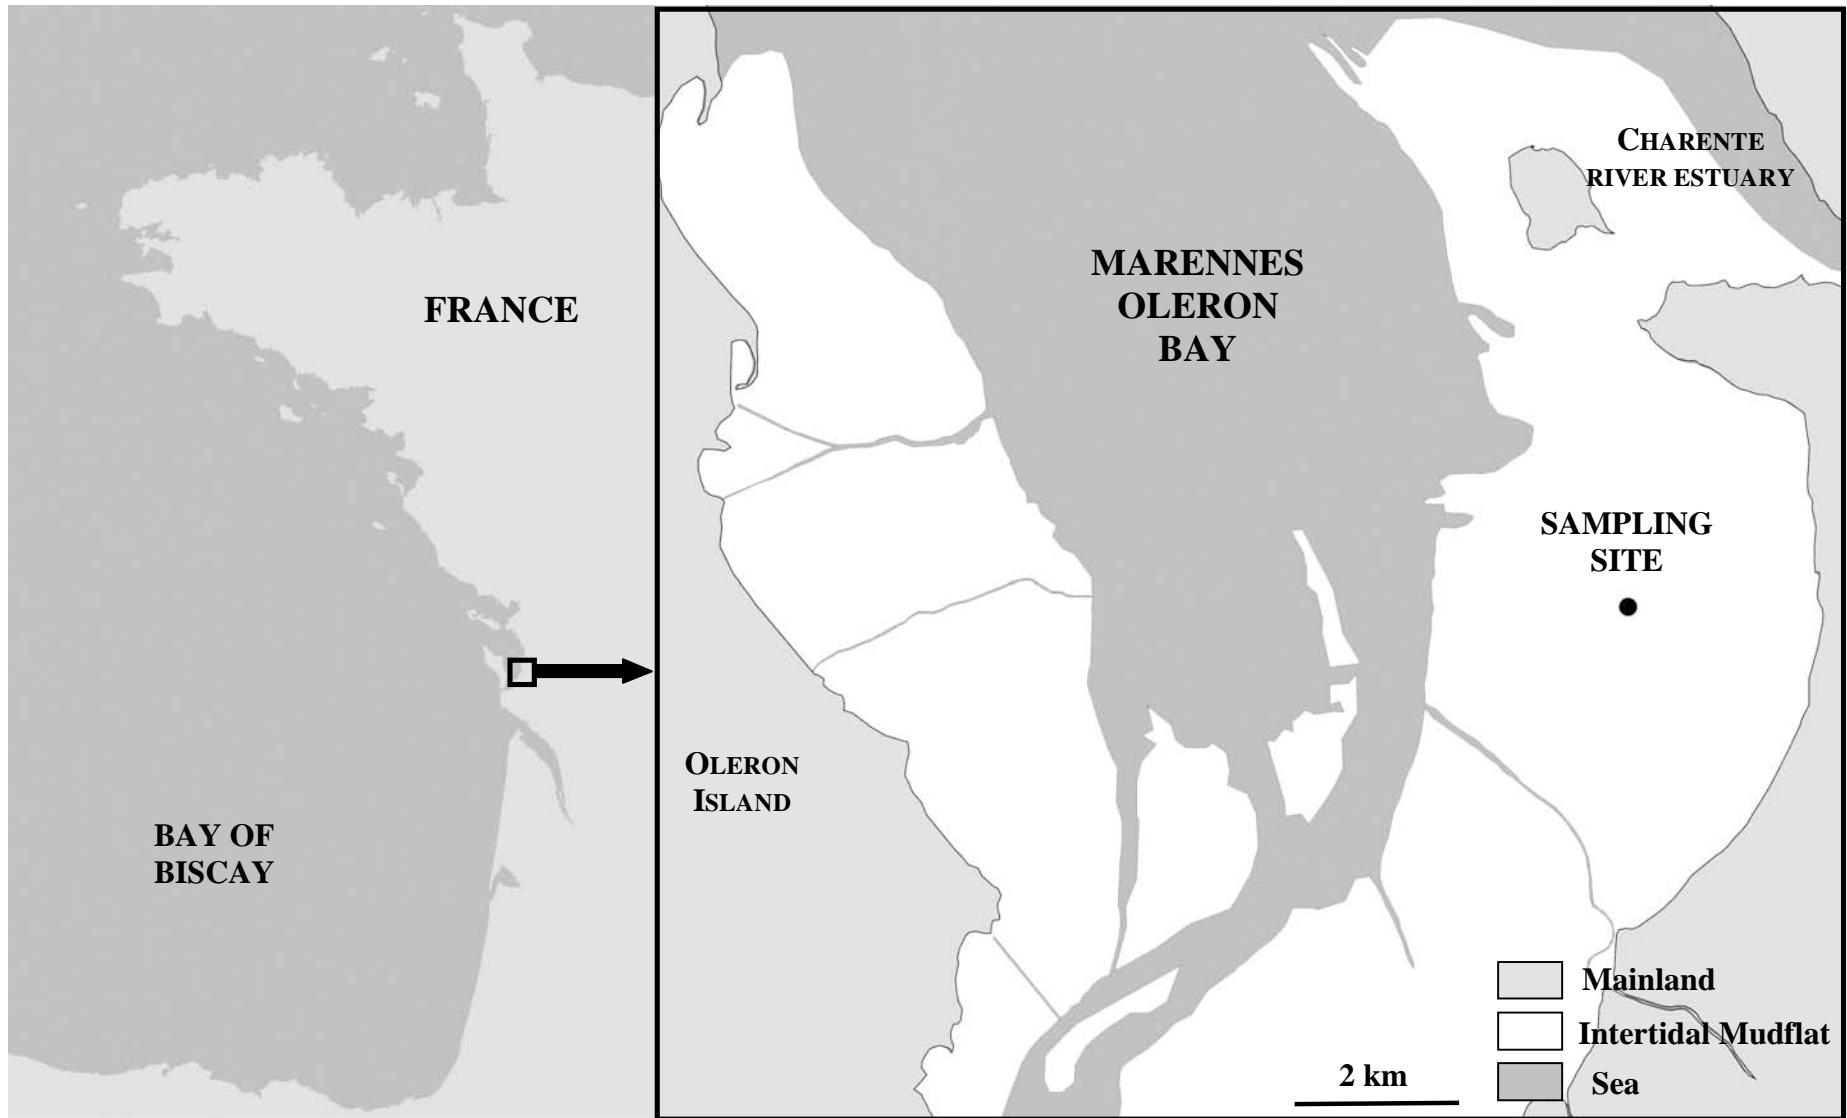 FRANCE
BAY OF
BISCAY
MARENNES
OLERON
BAY
CHARENTE
RIVER ESTUARY
SAMPLING
SITE
OLERON
ISLAND
Mainland
Intertidal Mudflat
Sea
2 km